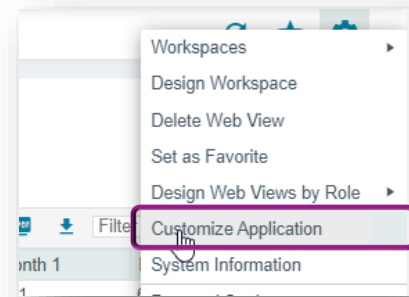 Workspaces
Design Workspace
Delete Web View
Set as Favorite
Design Web Views by Role
Filte
Customize Application
onth 1
System Information